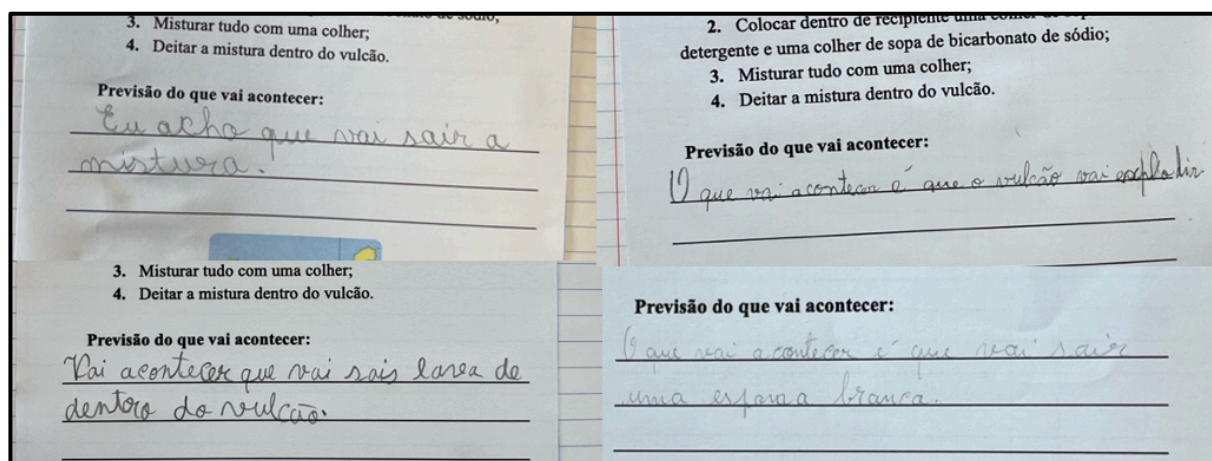 3. Misturar tudo com uma colher;
4. Deitar a mistura dentro do vulcão.
Previsão do que vai acontecer:
Eu acho que vai sair a
mistura.
2. Colocar dentro de recipiente uma colher de
detergente e uma colher de sopa de bicarbonato de sódio;
3. Misturar tudo com uma colher;
4. Deitar a mistura dentro do vulcão.
Previsão do que vai acontecer:
O que vai acontecer é que o vulcão vai explodir
3. Misturar tudo com uma colher;
4. Deitar a mistura dentro do vulcão.
Previsão do que vai acontecer:
Vai acontecer que vai sais lavea de
dentro do vulcão.
Previsão do que vai acontecer:
O que vai acontecer é que vai sair
uma espuma branca.